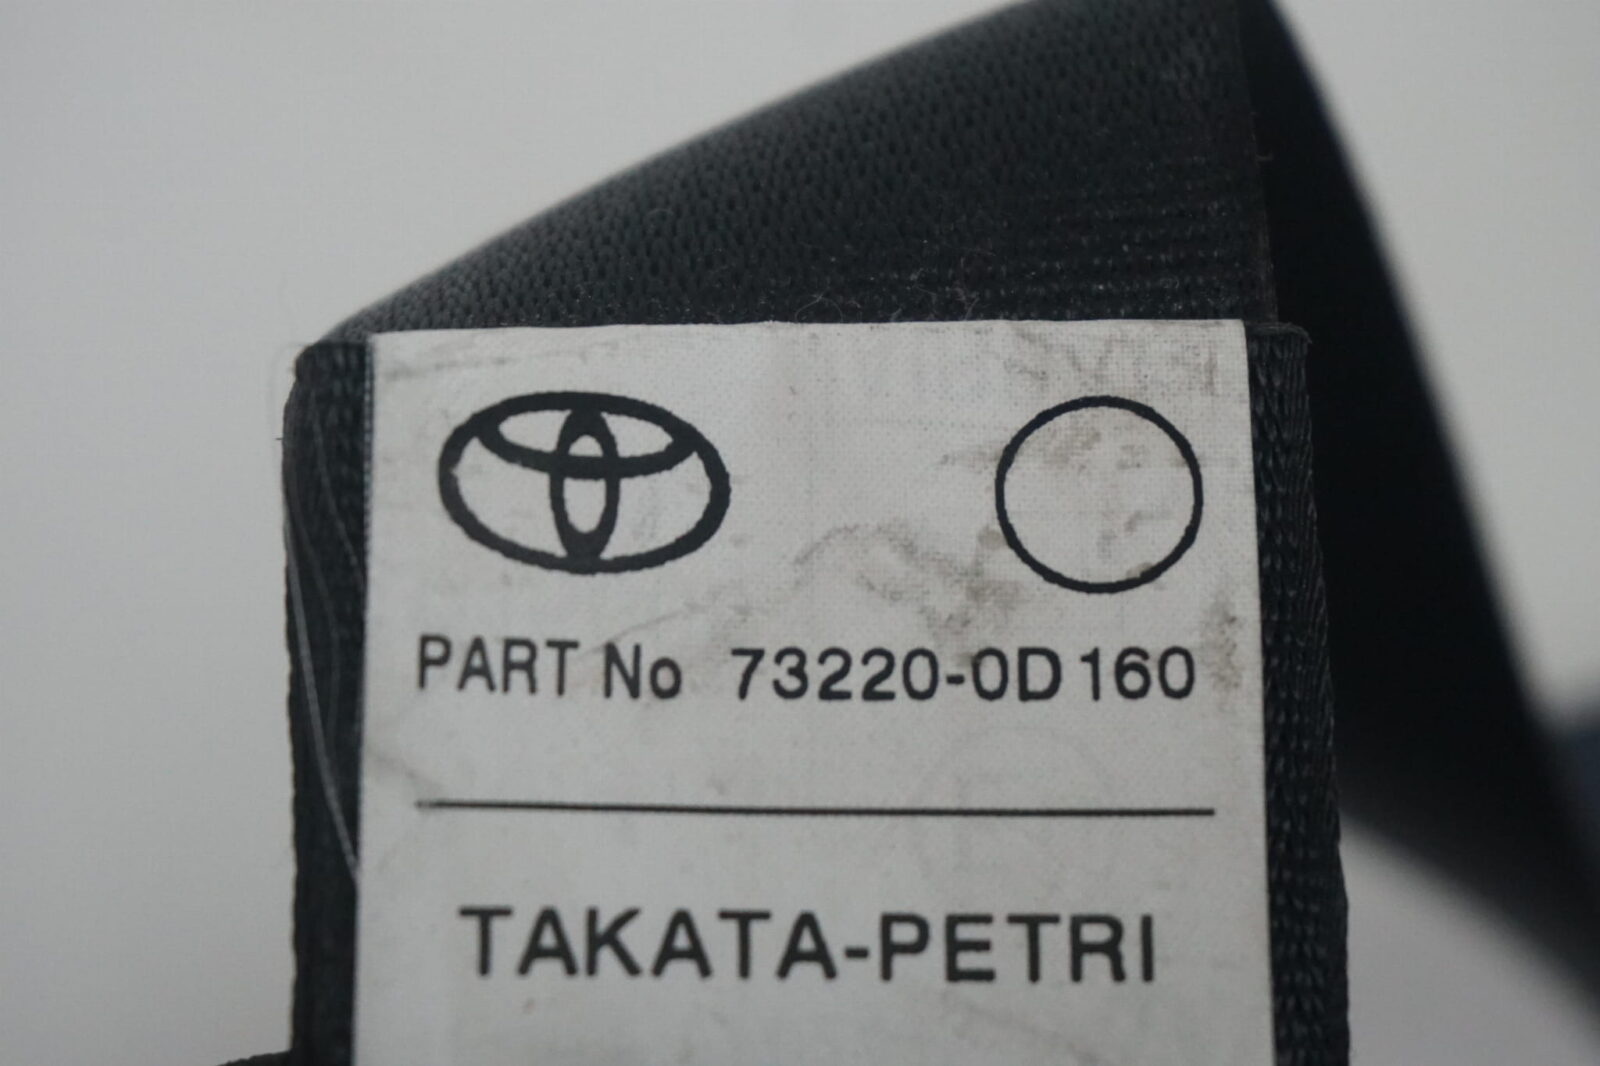 PART No 73220-0D160
TAKATA-PETRI